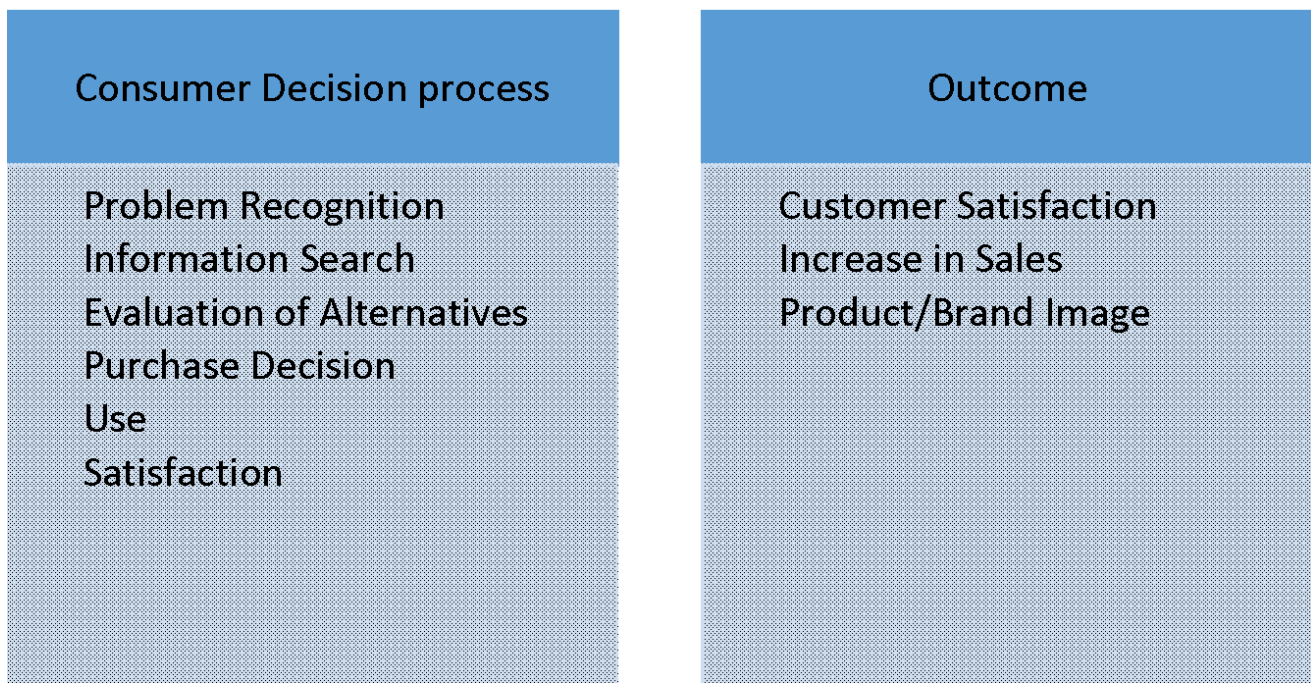 Consumer Decision process
Problem Recognition
Information Search
Evaluation of Alternatives
Purchase Decision
Use
Satisfaction
Outcome
Customer Satisfaction
Increase in Sales
Product/Brand Image